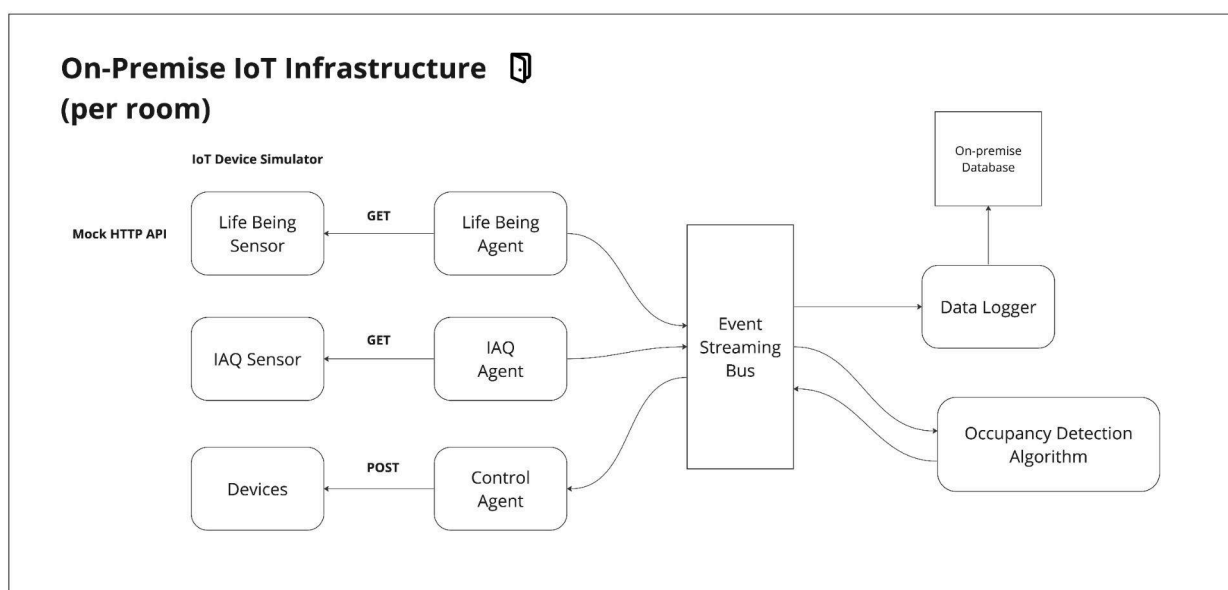 On-Premise IoT Infrastructure
(per room)
IoT Device Simulator
Mock HTTP API
Life Being
Sensor
GET
Life Being
Agent
IAQ Sensor
GET
IAQ
Agent
Devices
POST
Control
Agent
Event
Streaming
Bus
On-premise
Database
Data Logger
Occupancy Detection
Algorithm